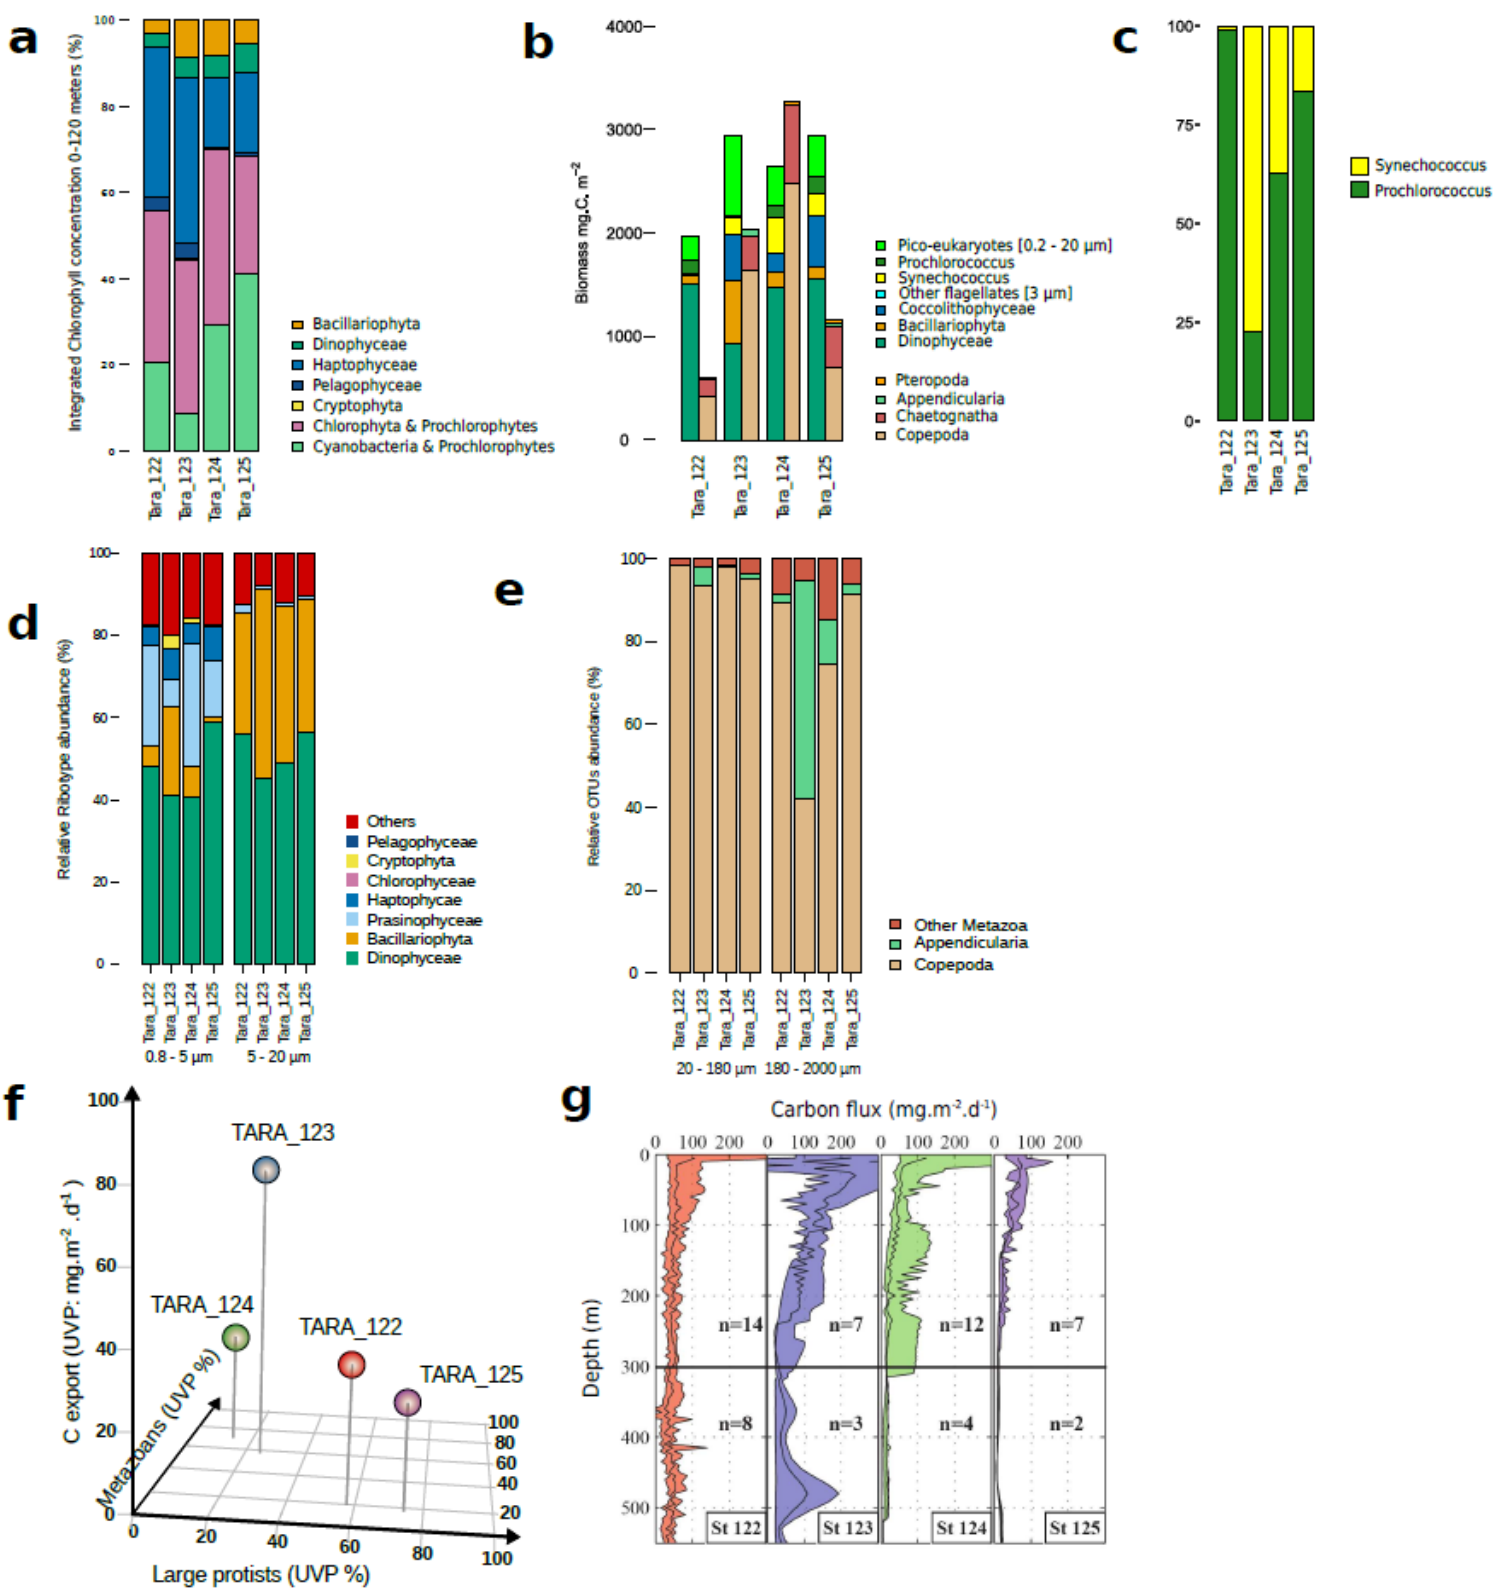 a
Integrated Chlorophyll concentration 0-120 meters (%)
100
80
60
40
20
0
Tara_122
Tara_123
Tara_124
Tara_125
Bacillariophyta
Dinophyceae
Haptophyceae
Pelagophyceae
Cryptophyta
Chlorophyta & Prochlorophytes
Cyanobacteria & Prochlorophytes
b
Biomass mg.C. m⁻²
4000
3000
2000
1000
0
Tara_122
Tara_123
Tara_124
Tara_125
Pico-eukaryotes [0.2 - 20 µm]
Prochlorococcus
Synechococcus
Other flagellates [3 µm]
Coccolithophyceae
Bacillariophyta
Dinophyceae
Pteropoda
Appendicularia
Chaetognatha
Copepoda
c
100-
75-
50-
25-
0-
Tara_122
Tara_123
Tara_124
Tara_125
Synechococcus
Prochlorococcus
d
Relative Ribotype abundance (%)
100
80
60
40
20
0
Tara_122
Tara_123
Tara_124
Tara_125
Tara_122
Tara_123
Tara_124
Tara_125
0.8 - 5 µm
5 - 20 µm
Others
Pelagophyceae
Cryptophyta
Chlorophyceae
Haptophycae
Prasinophyceae
Bacillariophyta
Dinophyceae
e
Relative OTUs abundance (%)
100
80
60
40
20
0
Tara_122
Tara_123
Tara_124
Tara_125
Tara_122
Tara_123
Tara_124
Tara_125
20 - 180 µm
180 - 2000 µm
Other Metazoa
Appendicularia
Copepoda
f
C export (UVP: mg.m⁻² .d⁻¹ )
100
80
60
40
20
0
TARA_123
TARA_124
TARA_122
TARA_125
Metazoans (UVP %)
100
80
60
40
20
0
20
40
60
80
100
Large protists (UVP %)
g
Carbon flux (mg.m⁻².d⁻¹)
0 100 200 0 100 200 0 100 200 0 100 200
Depth (m)
0
100
200
300
400
500
n=14 n=7 n=12 n=7
n=8 n=3 n=4 n=2
St 122 St 123 St 124 St 125